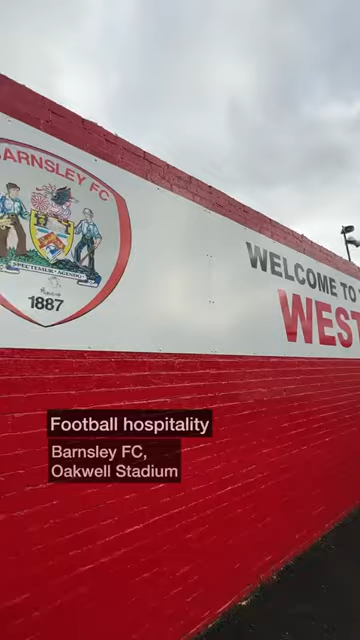 BARNSLEY FC
SPECTEMUR AGENDO
1887
WELCOME TO
WEST
Football hospitality
Barnsley FC,
Oakwell Stadium